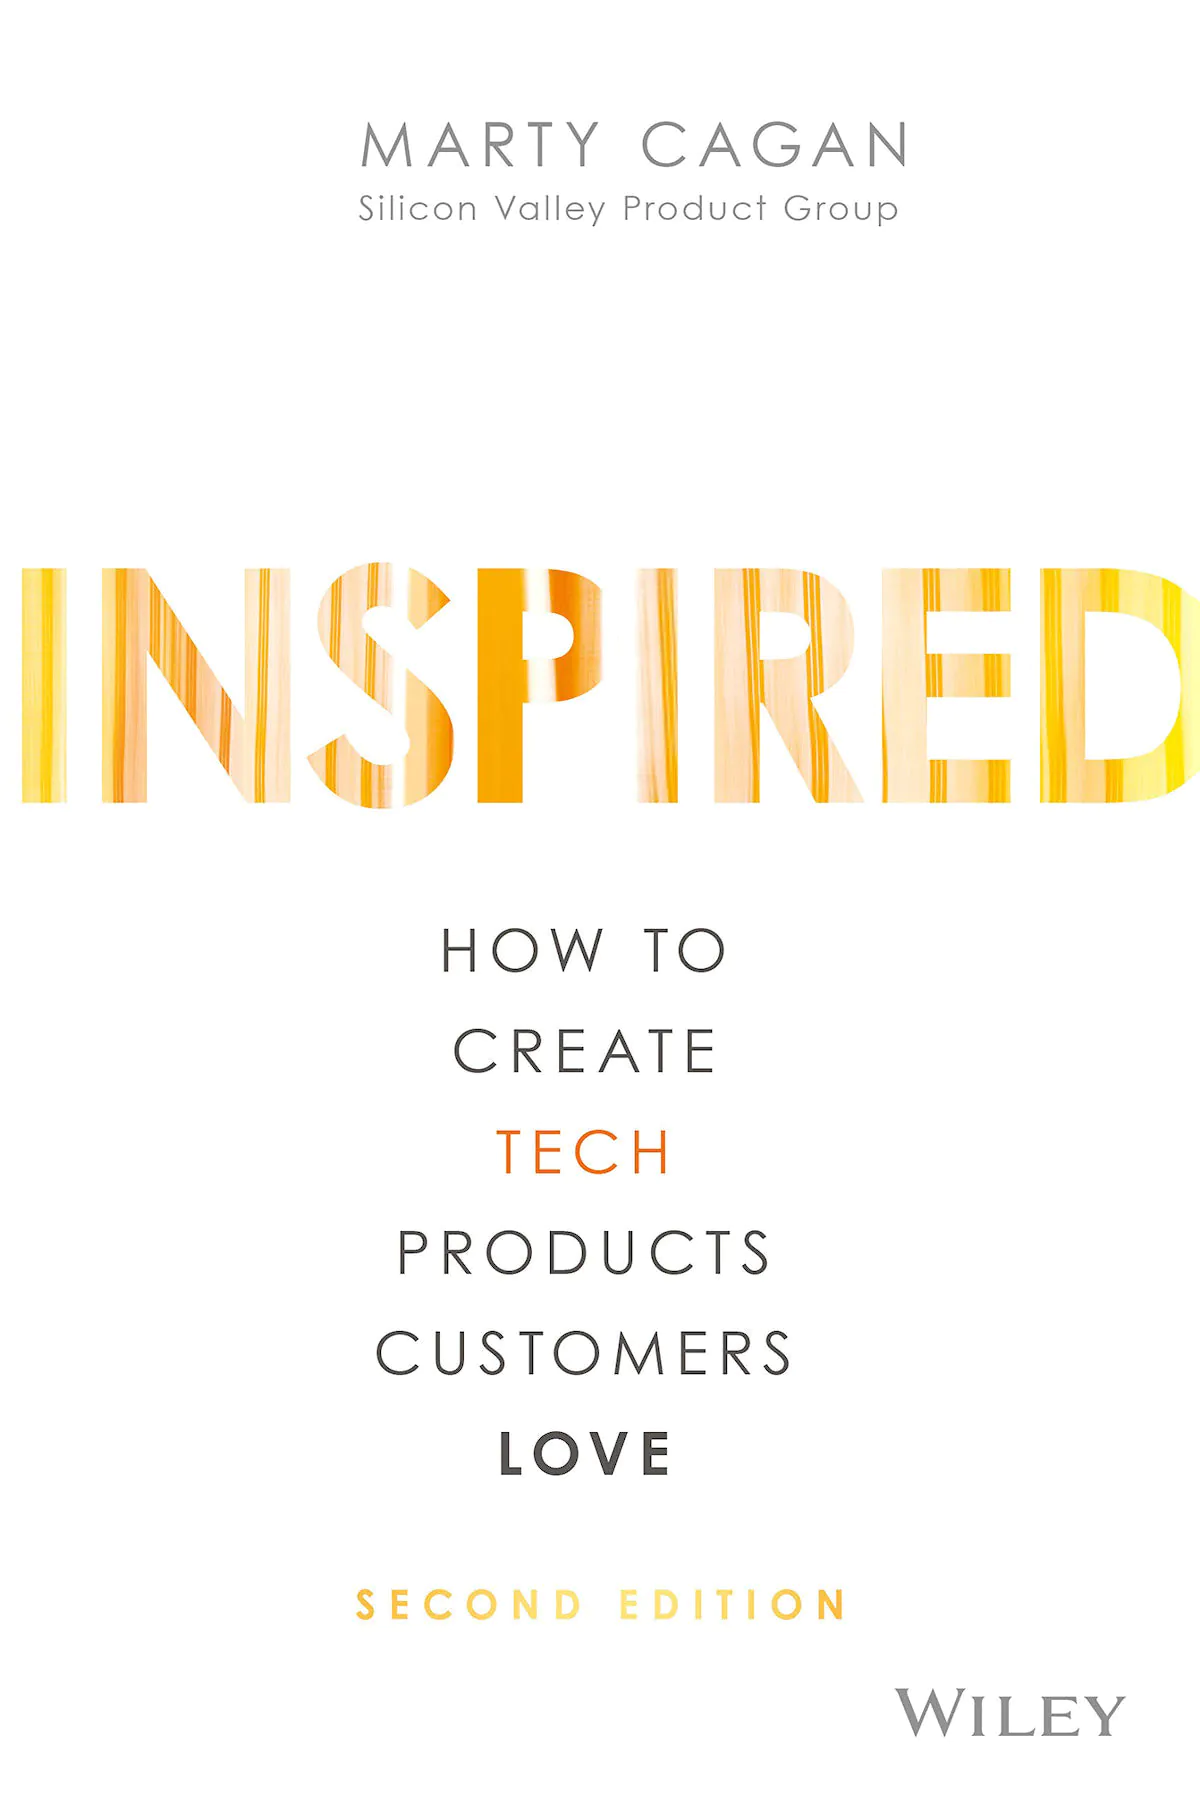 MARTY CAGAN
Silicon Valley Product Group
INSPIRED
HOW TO
CREATE
TECH
PRODUCTS
CUSTOMERS
LOVE
SECOND EDITION
WILEY